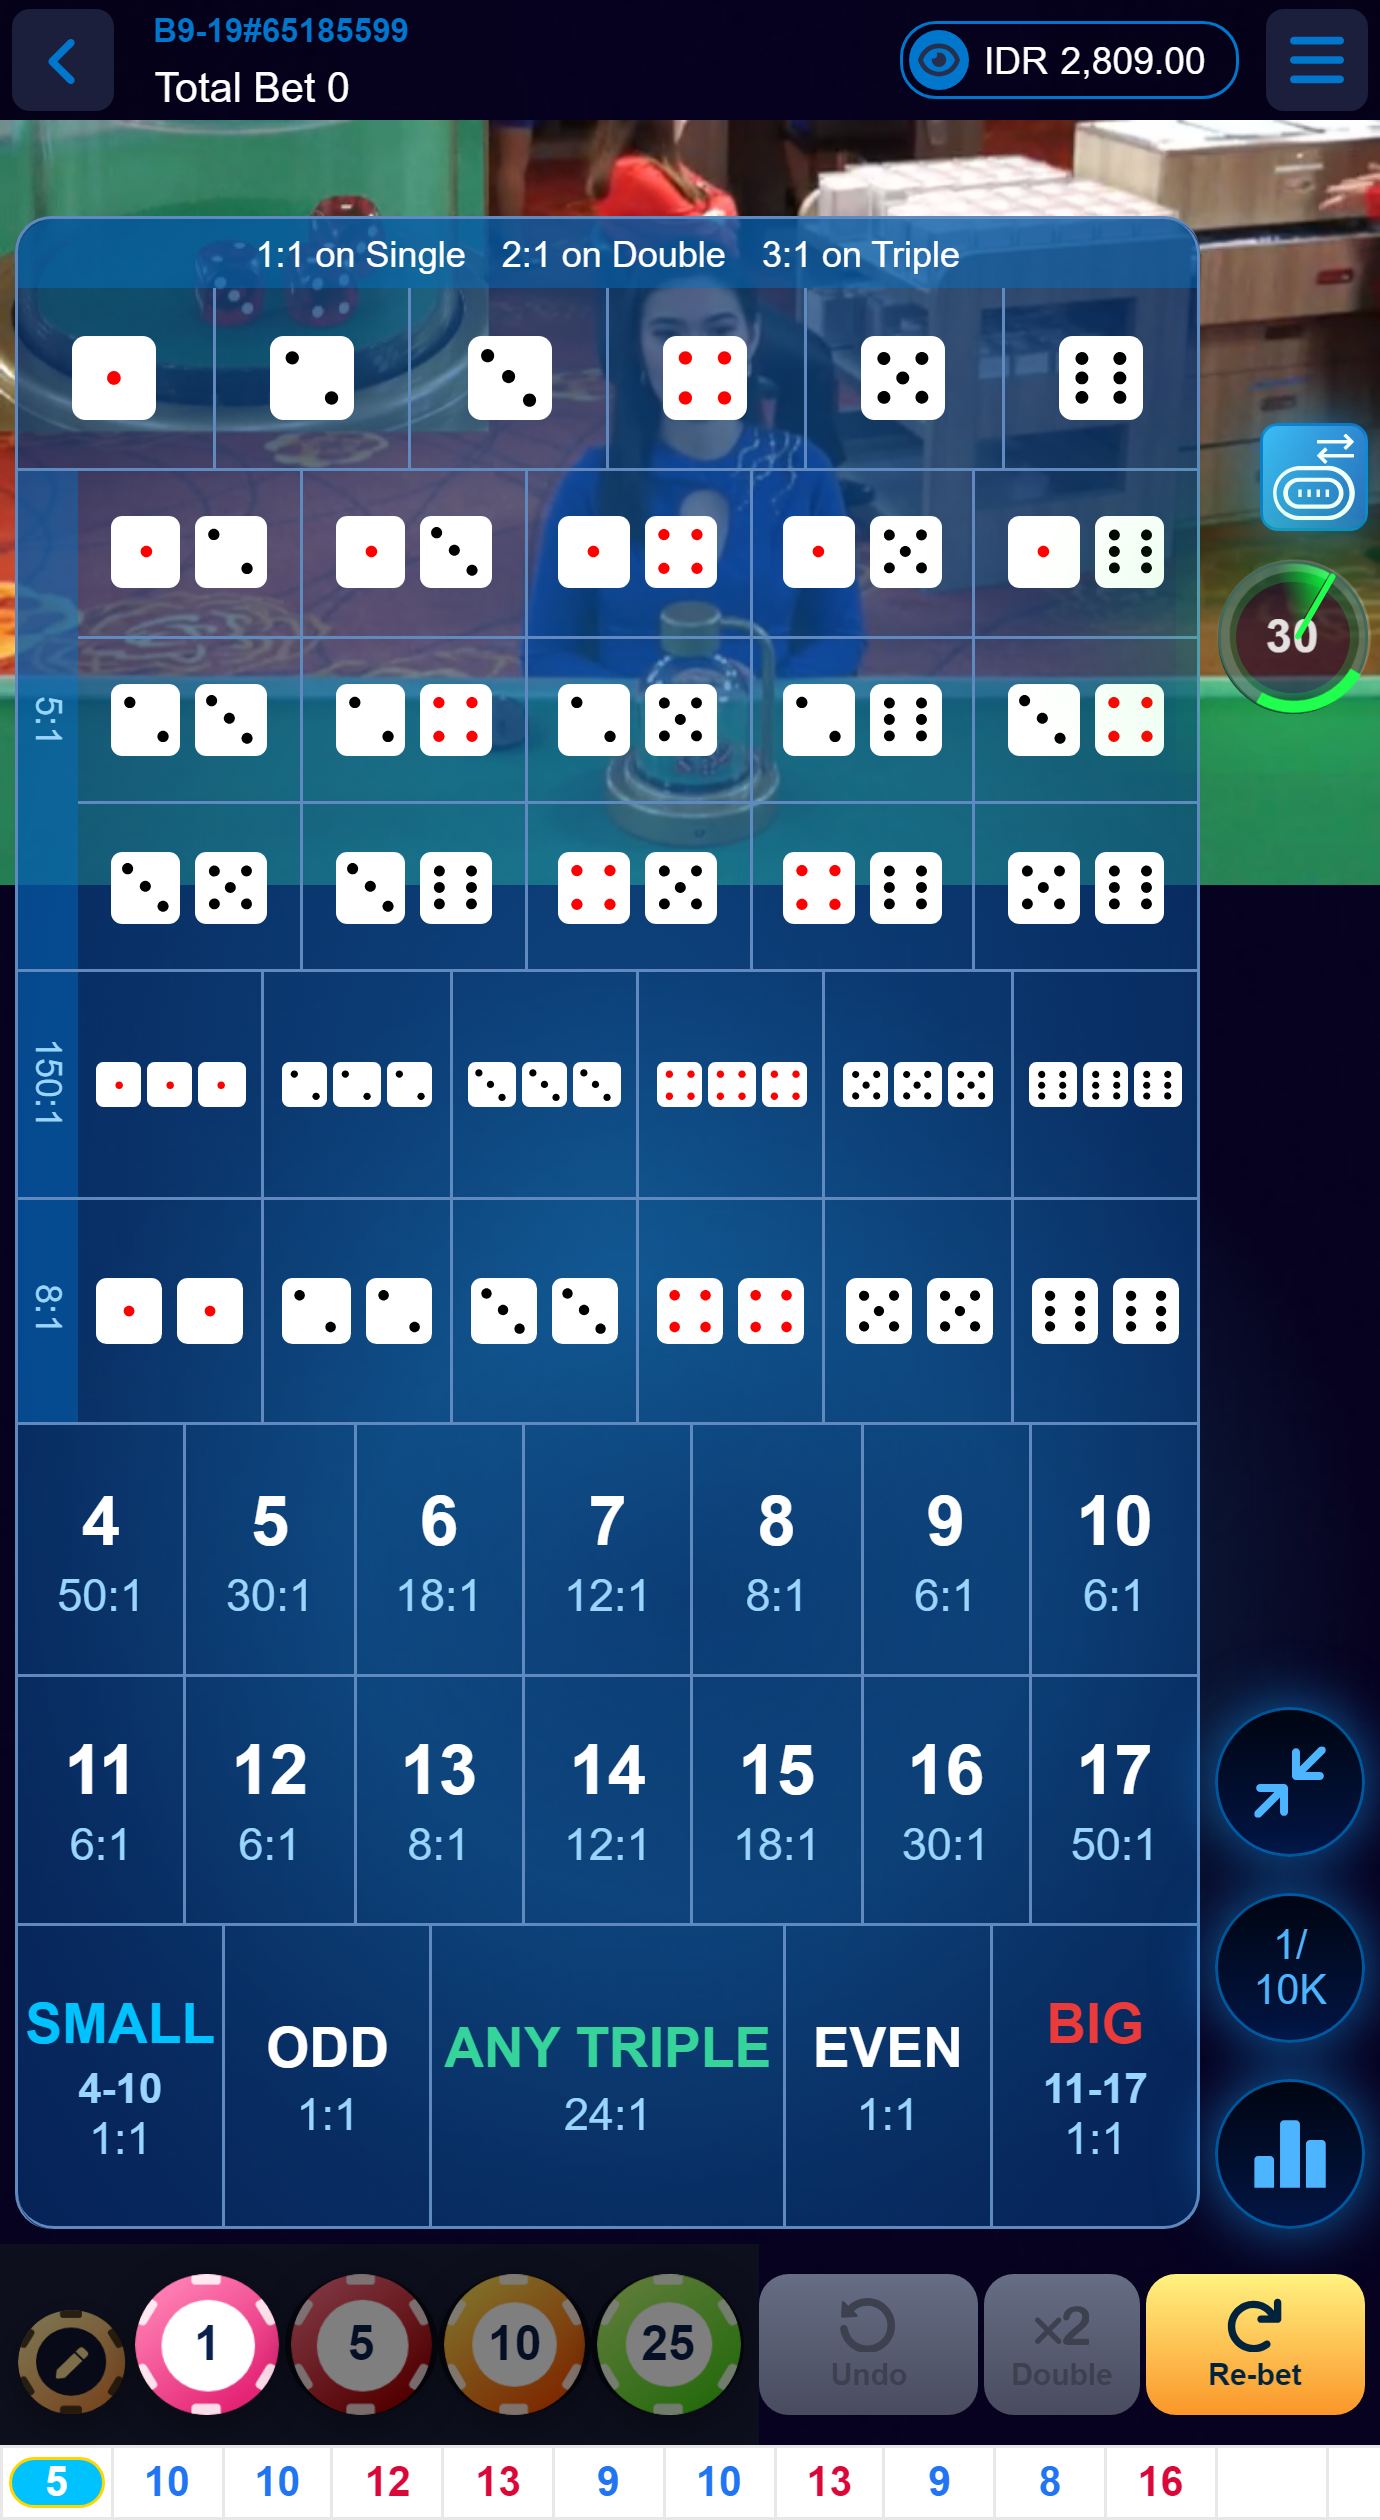 B9-19#65185599
Total Bet 0
IDR 2,809.00
1:1 on Single 2:1 on Double 3:1 on Triple
30
5:1
150:1
8:1
4 5 6 7 8 9 10
50:1 30:1 18:1 12:1 8:1 6:1 6:1
11 12 13 14 15 16 17
6:1 6:1 8:1 12:1 18:1 30:1 50:1
1/
10K
SMALL
4-10
1:1
ODD
1:1
ANY TRIPLE
24:1
EVEN
1:1
BIG
11-17
1:1
1 5 10 25
Undo
x2
Double
Re-bet
5 10 10 12 13 9 10 13 9 8 16